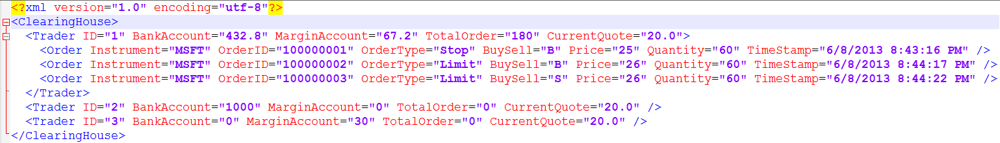 <?xml version="1.0" encoding="utf-8"?>
<ClearingHouse>
<Trader ID="1" BankAccount="432.8" MarginAccount="67.2" TotalOrder="180" CurrentQuote="20.0">
<Order Instrument="MSFT" OrderID="100000001" OrderType="Stop" BuySell="B" Price="25" Quantity="60" TimeStamp="6/8/2013 8:43:16 PM" />
<Order Instrument="MSFT" OrderID="100000002" OrderType="Limit" BuySell="B" Price="26" Quantity="60" TimeStamp="6/8/2013 8:44:17 PM" />
<Order Instrument="MSFT" OrderID="100000003" OrderType="Limit" BuySell="S" Price="26" Quantity="60" TimeStamp="6/8/2013 8:44:22 PM" />
</Trader>
<Trader ID="2" BankAccount="1000" MarginAccount="0" TotalOrder="0" CurrentQuote="20.0" />
<Trader ID="3" BankAccount="0" MarginAccount="30" TotalOrder="0" CurrentQuote="20.0" />
</ClearingHouse>